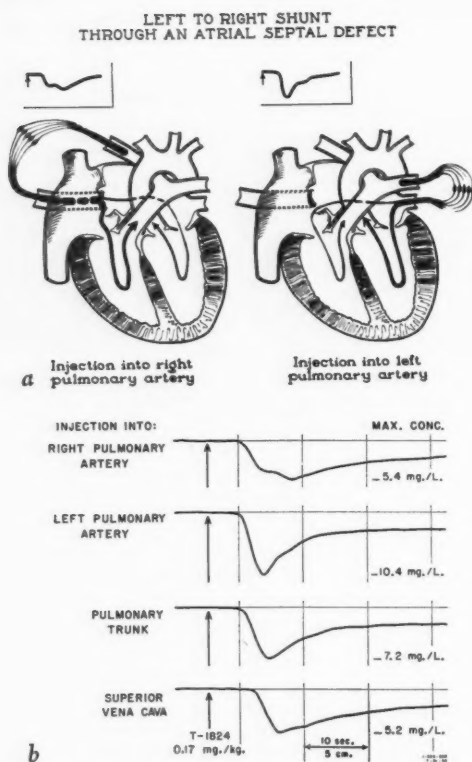 LEFT TO RIGHT SHUNT
THROUGH AN ATRIAL SEPTAL DEFECT
Injection into right
pulmonary artery
Injection into left
pulmonary artery
a
INJECTION INTO:
MAX. CONC.
RIGHT PULMONARY
ARTERY
5.4 mg./L.
LEFT PULMONARY
ARTERY
10.4 mg./L.
PULMONARY
TRUNK
7.2 mg./L.
SUPERIOR
VENA CAVA
5.2 mg./L.
T-1824
0.17 mg./kg.
10 sec.
5 cm.
b